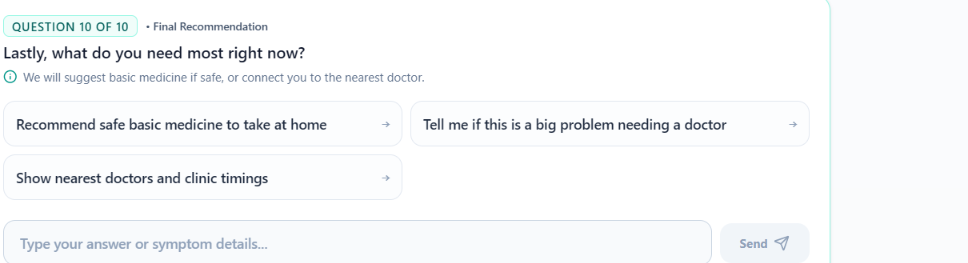 QUESTION 10 OF 10 • Final Recommendation
Lastly, what do you need most right now?
We will suggest basic medicine if safe, or connect you to the nearest doctor.
Recommend safe basic medicine to take at home →
Tell me if this is a big problem needing a doctor →
Show nearest doctors and clinic timings →
Type your answer or symptom details...
Send